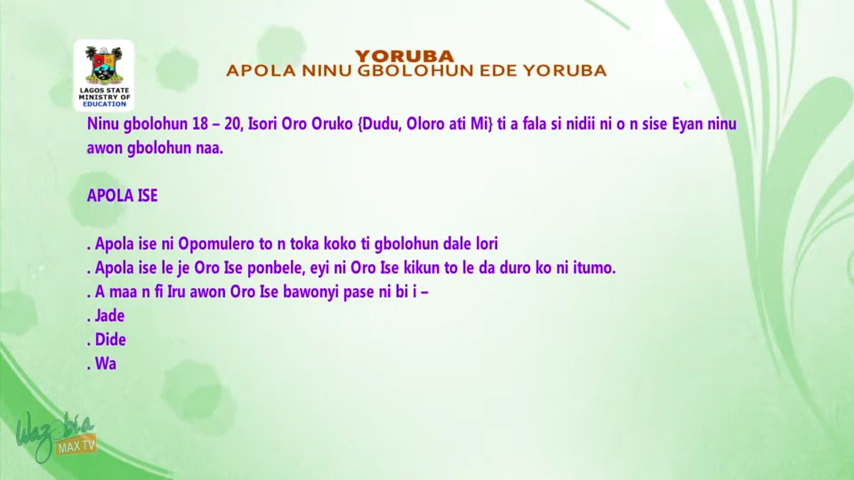 YORUBA
APOLA NINU GBOLOHUN EDE YORUBA
LAGOS STATE
MINISTRY OF
EDUCATION
Ninu gbolohun 18 – 20, Isori Oro Oruko {Dudu, Oloro ati Mi} ti a fala si nidii ni o n sise Eyan ninu
awon gbolohun naa.
APOLA ISE
. Apola ise ni Opomulero to n toka koko ti gbolohun dale lori
. Apola ise le je Oro Ise ponbele, eyi ni Oro Ise kikun to le da duro ko ni itumo.
. A maa n fi Iru awon Oro Ise bawonyi pase ni bi i –
. Jade
. Dide
. Wa
Wazobia
MAX TV